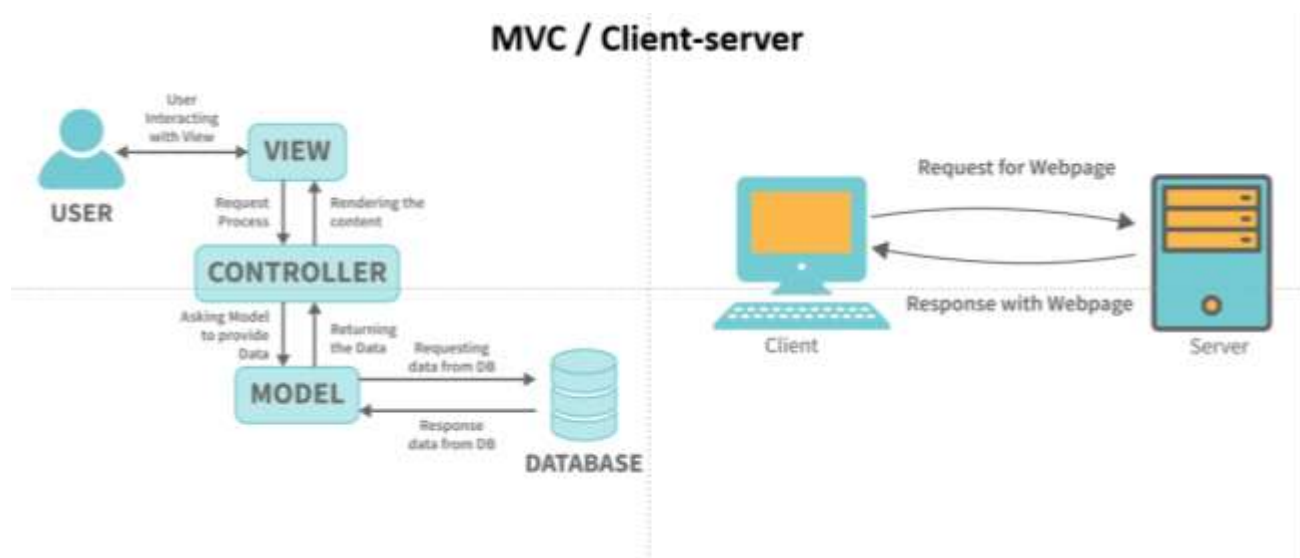 MVC / Client-server
User
Interacting
with View
VIEW
USER
Request
Process
Rendering the
content
CONTROLLER
Asking Model
to provide
Data
Returning
the Data
Requesting
data from DB
MODEL
Response
data from DB
DATABASE
Request for Webpage
Response with Webpage
Client
Server